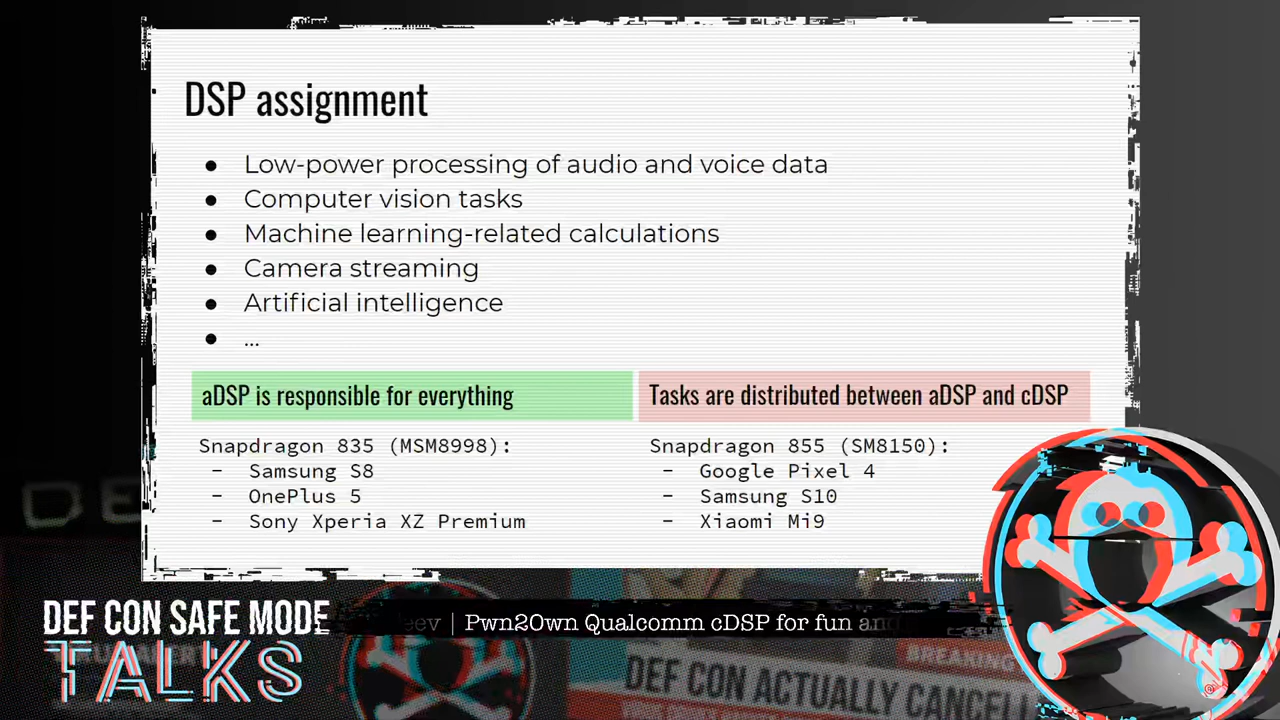 DSP assignment
● Low-power processing of audio and voice data
● Computer vision tasks
● Machine learning-related calculations
● Camera streaming
● Artificial intelligence
● ...
aDSP is responsible for everything
Tasks are distributed between aDSP and cDSP
Snapdragon 835 (MSM8998):
- Samsung S8
- OnePlus 5
- Sony Xperia XZ Premium
Snapdragon 855 (SM8150):
- Google Pixel 4
- Samsung S10
- Xiaomi Mi9
DEF CON SAFE MODE
TALKS
eev | Pwn2Own Qualcomm cDSP for fun and
BREAKING
DEF CON ACTUALLY CANCELL